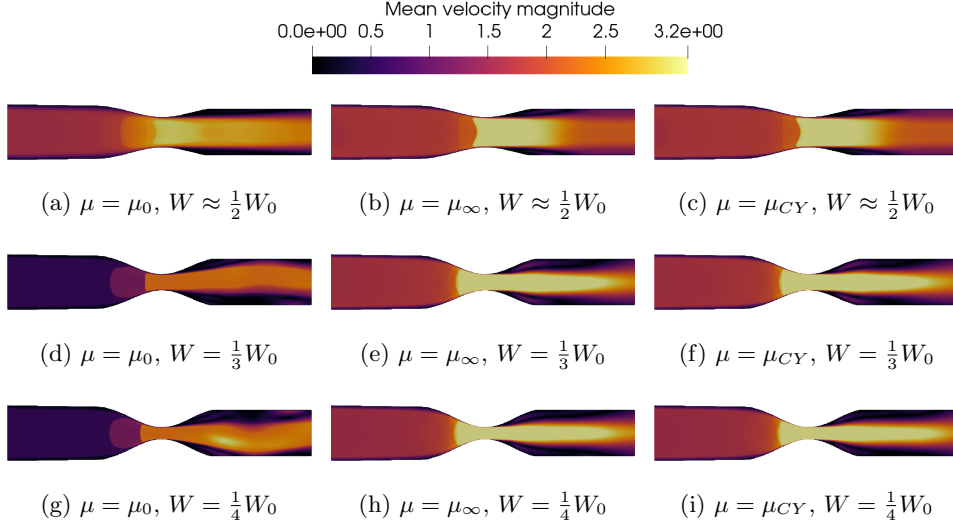 Mean velocity magnitude
0.0e+00 0.5 1 1.5 2 2.5 3.2e+00
(a) μ = μ₀, W ≈ ½W₀ (b) μ = μ∞, W ≈ ½W₀ (c) μ = μ_CY, W ≈ ½W₀
(d) μ = μ₀, W = ⅓W₀ (e) μ = μ∞, W = ⅓W₀ (f) μ = μ_CY, W = ⅓W₀
(g) μ = μ₀, W = ¼W₀ (h) μ = μ∞, W = ¼W₀ (i) μ = μ_CY, W = ¼W₀